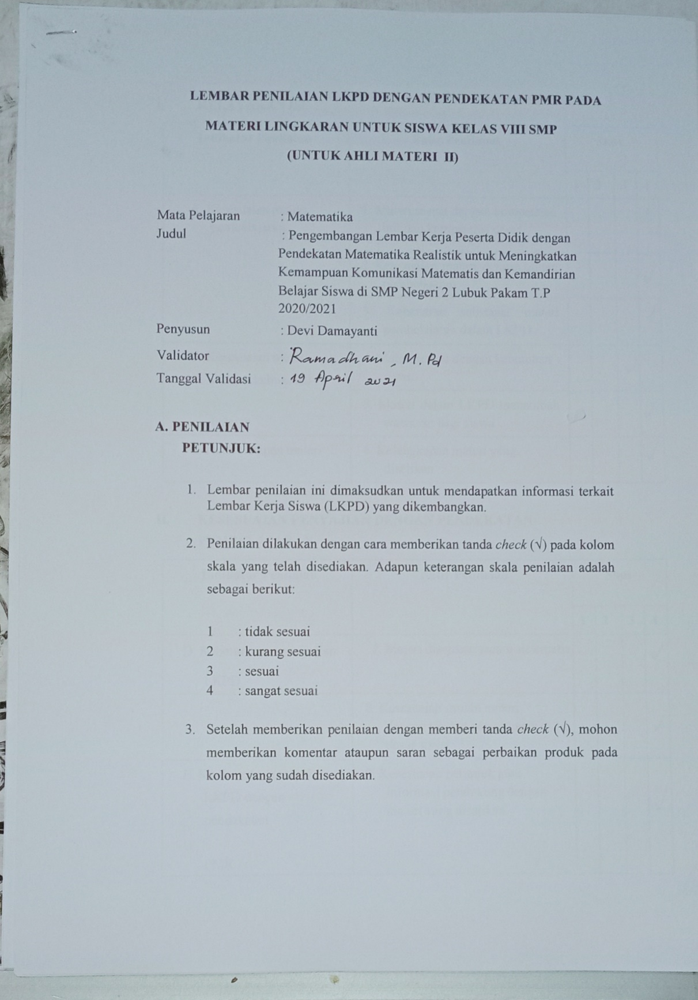 LEMBAR PENILAIAN LKPD DENGAN PENDEKATAN PMR PADA
MATERI LINGKARAN UNTUK SISWA KELAS VIII SMP
(UNTUK AHLI MATERI II)
Mata Pelajaran : Matematika
Judul : Pengembangan Lembar Kerja Peserta Didik dengan
Pendekatan Matematika Realistik untuk Meningkatkan
Kemampuan Komunikasi Matematis dan Kemandirian
Belajar Siswa di SMP Negeri 2 Lubuk Pakam T.P
2020/2021
Penyusun : Devi Damayanti
Validator : Ramadhani, M.Pd
Tanggal Validasi : 19 April 2021
A. PENILAIAN
PETUNJUK:
1. Lembar penilaian ini dimaksudkan untuk mendapatkan informasi terkait
Lembar Kerja Siswa (LKPD) yang dikembangkan.
2. Penilaian dilakukan dengan cara memberikan tanda check (√) pada kolom
skala yang telah disediakan. Adapun keterangan skala penilaian adalah
sebagai berikut:
1 : tidak sesuai
2 : kurang sesuai
3 : sesuai
4 : sangat sesuai
3. Setelah memberikan penilaian dengan memberi tanda check (√), mohon
memberikan komentar ataupun saran sebagai perbaikan produk pada
kolom yang sudah disediakan.